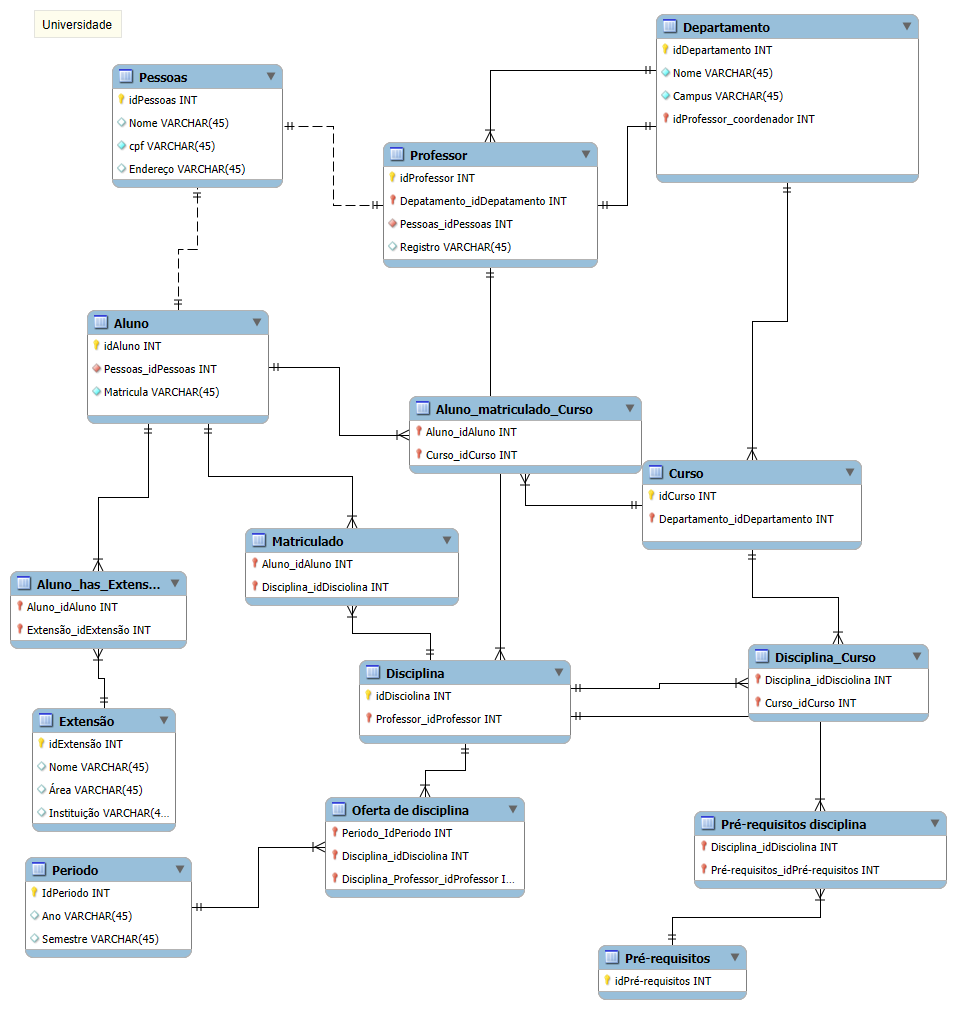 Universidade
Departamento
idDepartamento INT
Nome VARCHAR(45)
Campus VARCHAR(45)
idProfessor_coordenador INT
Pessoas
idPessoas INT
Nome VARCHAR(45)
cpf VARCHAR(45)
Endereço VARCHAR(45)
Professor
idProfessor INT
Depatamento_idDepatamento INT
Pessoas_idPessoas INT
Registro VARCHAR(45)
Aluno
idAluno INT
Pessoas_idPessoas INT
Matricula VARCHAR(45)
Aluno_matriculado_Curso
Aluno_idAluno INT
Curso_idCurso INT
Curso
idCurso INT
Departamento_idDepartamento INT
Matriculado
Aluno_idAluno INT
Disciplina_idDisciolina INT
Aluno_has_Extens...
Aluno_idAluno INT
Extensão_idExtensão INT
Disciplina
idDisciolina INT
Professor_idProfessor INT
Disciplina_Curso
Disciplina_idDisciolina INT
Curso_idCurso INT
Extensão
idExtensão INT
Nome VARCHAR(45)
Área VARCHAR(45)
Instituição VARCHAR(4...
Oferta de disciplina
Periodo_IdPeriodo INT
Disciplina_idDisciolina INT
Disciplina_Professor_idProfessor I...
Pré-requisitos disciplina
Disciplina_idDisciolina INT
Pré-requisitos_idPré-requisitos INT
Periodo
IdPeriodo INT
Ano VARCHAR(45)
Semestre VARCHAR(45)
Pré-requisitos
idPré-requisitos INT